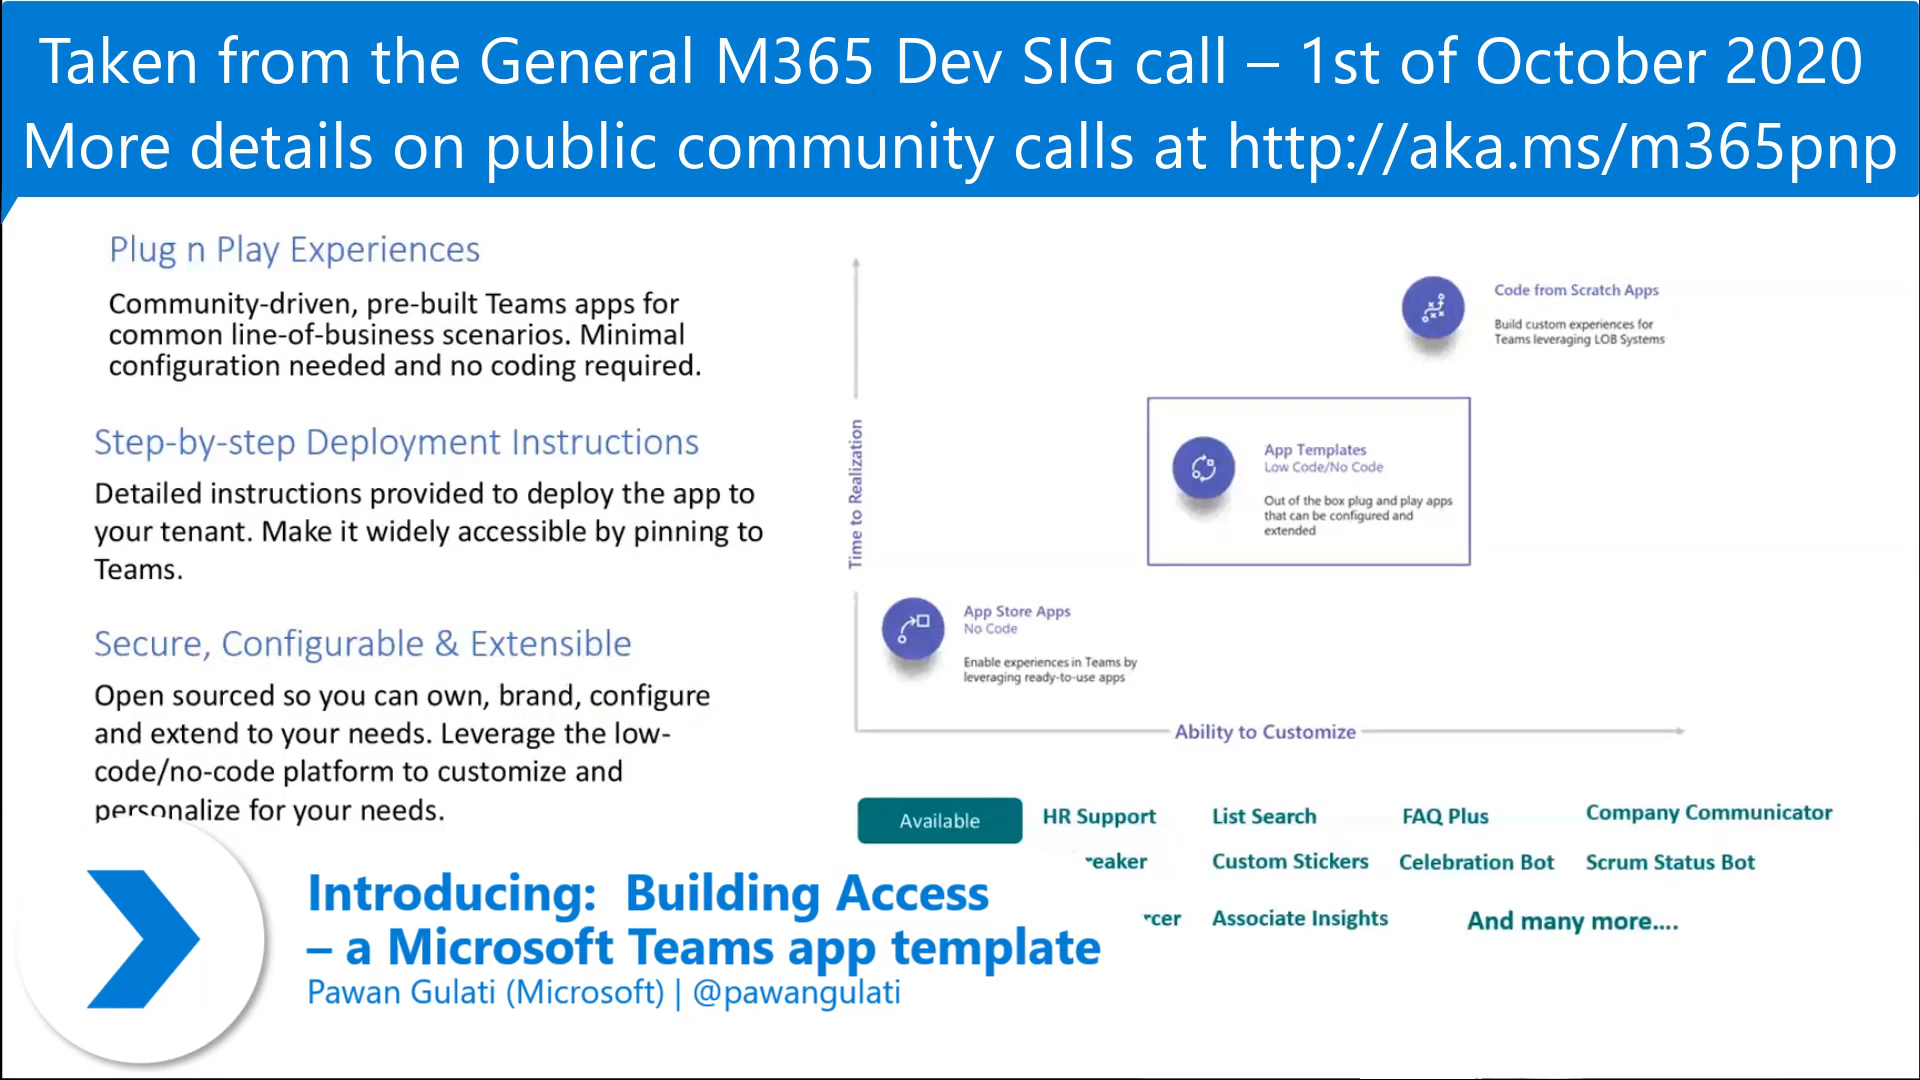 Taken from the General M365 Dev SIG call – 1st of October 2020
More details on public community calls at http://aka.ms/m365pnp
Plug n Play Experiences
Community-driven, pre-built Teams apps for
common line-of-business scenarios. Minimal
configuration needed and no coding required.
Step-by-step Deployment Instructions
Detailed instructions provided to deploy the app to
your tenant. Make it widely accessible by pinning to
Teams.
Secure, Configurable & Extensible
Open sourced so you can own, brand, configure
and extend to your needs. Leverage the low-
code/no-code platform to customize and
personalize for your needs.
Time to Realization
Code from Scratch Apps
Build custom experiences for
Teams leveraging LOB Systems
App Templates
Low Code/No Code
Out of the box plug and play apps
that can be configured and
extended
App Store Apps
No Code
Enable experiences in Teams by
leveraging ready-to-use apps
Ability to Customize
Available
HR Support
List Search
FAQ Plus
Company Communicator
Custom Stickers
Celebration Bot
Scrum Status Bot
Associate Insights
And many more....
Introducing: Building Access
– a Microsoft Teams app template
Pawan Gulati (Microsoft) | @pawangulati